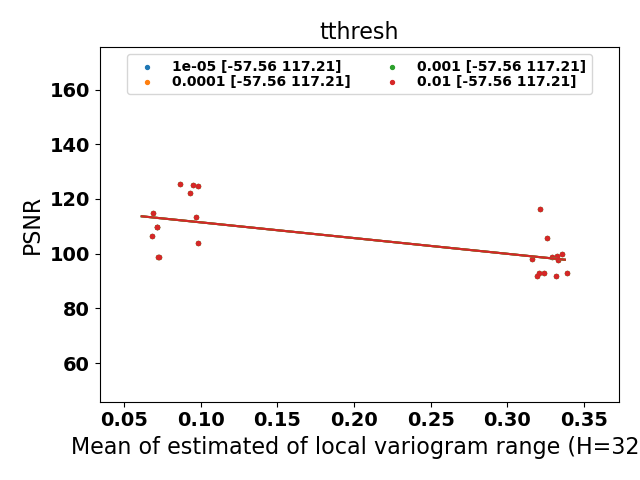 tthresh
1e-05 [-57.56 117.21]
0.0001 [-57.56 117.21]
0.001 [-57.56 117.21]
0.01 [-57.56 117.21]
PSNR
160
140
120
100
80
60
0.05 0.10 0.15 0.20 0.25 0.30 0.35
Mean of estimated of local variogram range (H=32